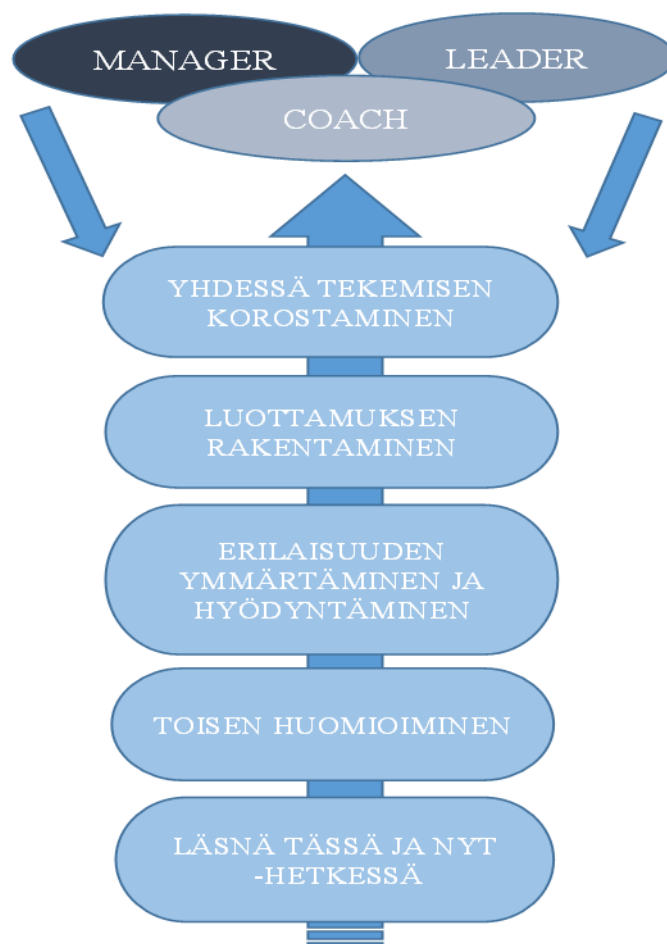 MANAGER
LEADER
COACH
YHDESSÄ TEKEMISEN
KOROSTAMINEN
LUOTTAMUKSEN
RAKENTAMINEN
ERILAISUUDEN
YMMÄRTÄMINEN JA
HYÖDYNTÄMINEN
TOISEN HUOMIOIMINEN
LÄSNÄ TÄSSÄ JA NYT
-HETKESSÄ